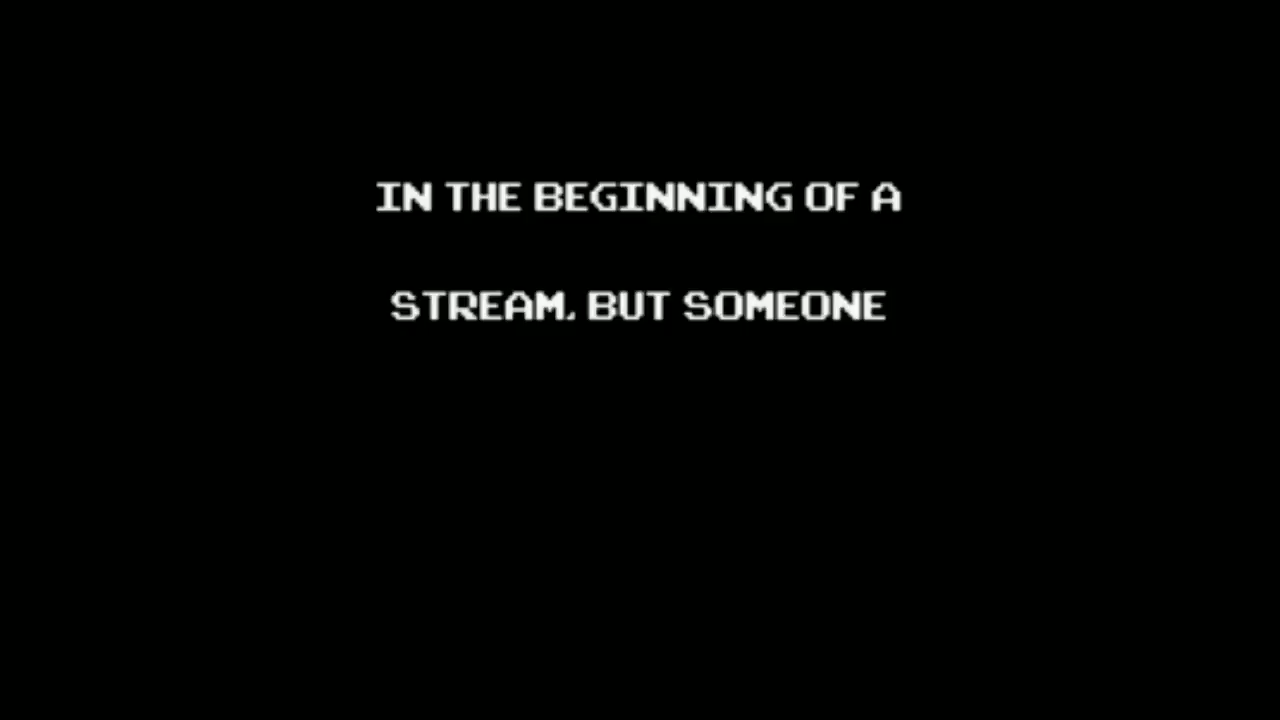 IN THE BEGINNING OF A
STREAM, BUT SOMEONE